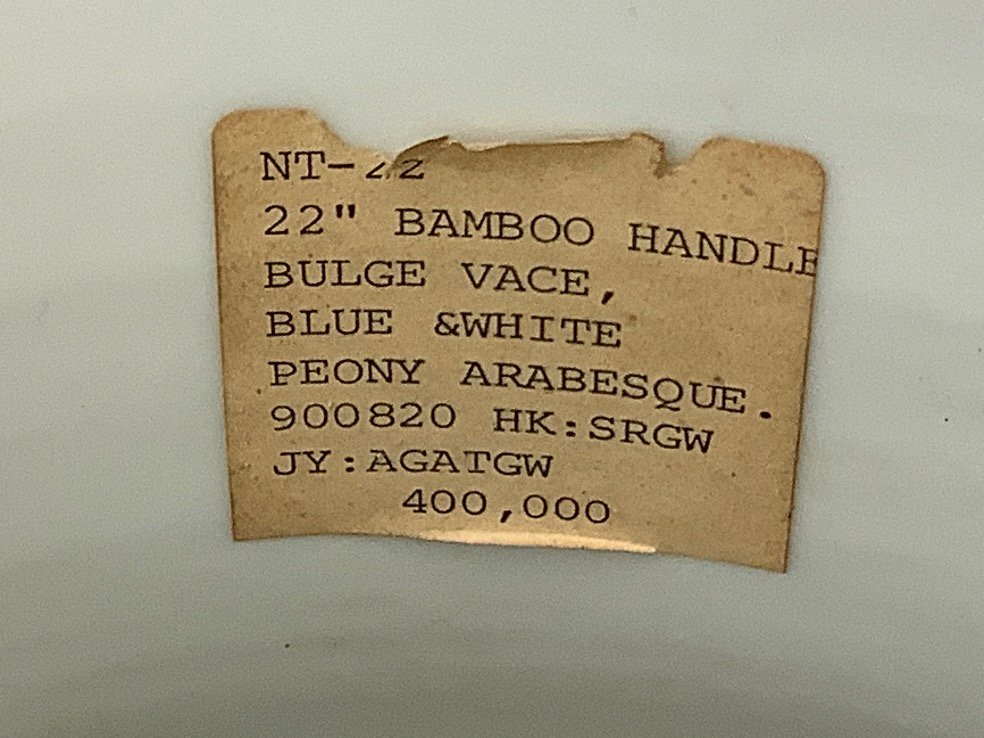 NT-22
22" BAMBOO HANDLE
BULGE VACE,
BLUE &WHITE
PEONY ARABESQUE.
900820 HK:SRGW
JY:AGATGW
400,000